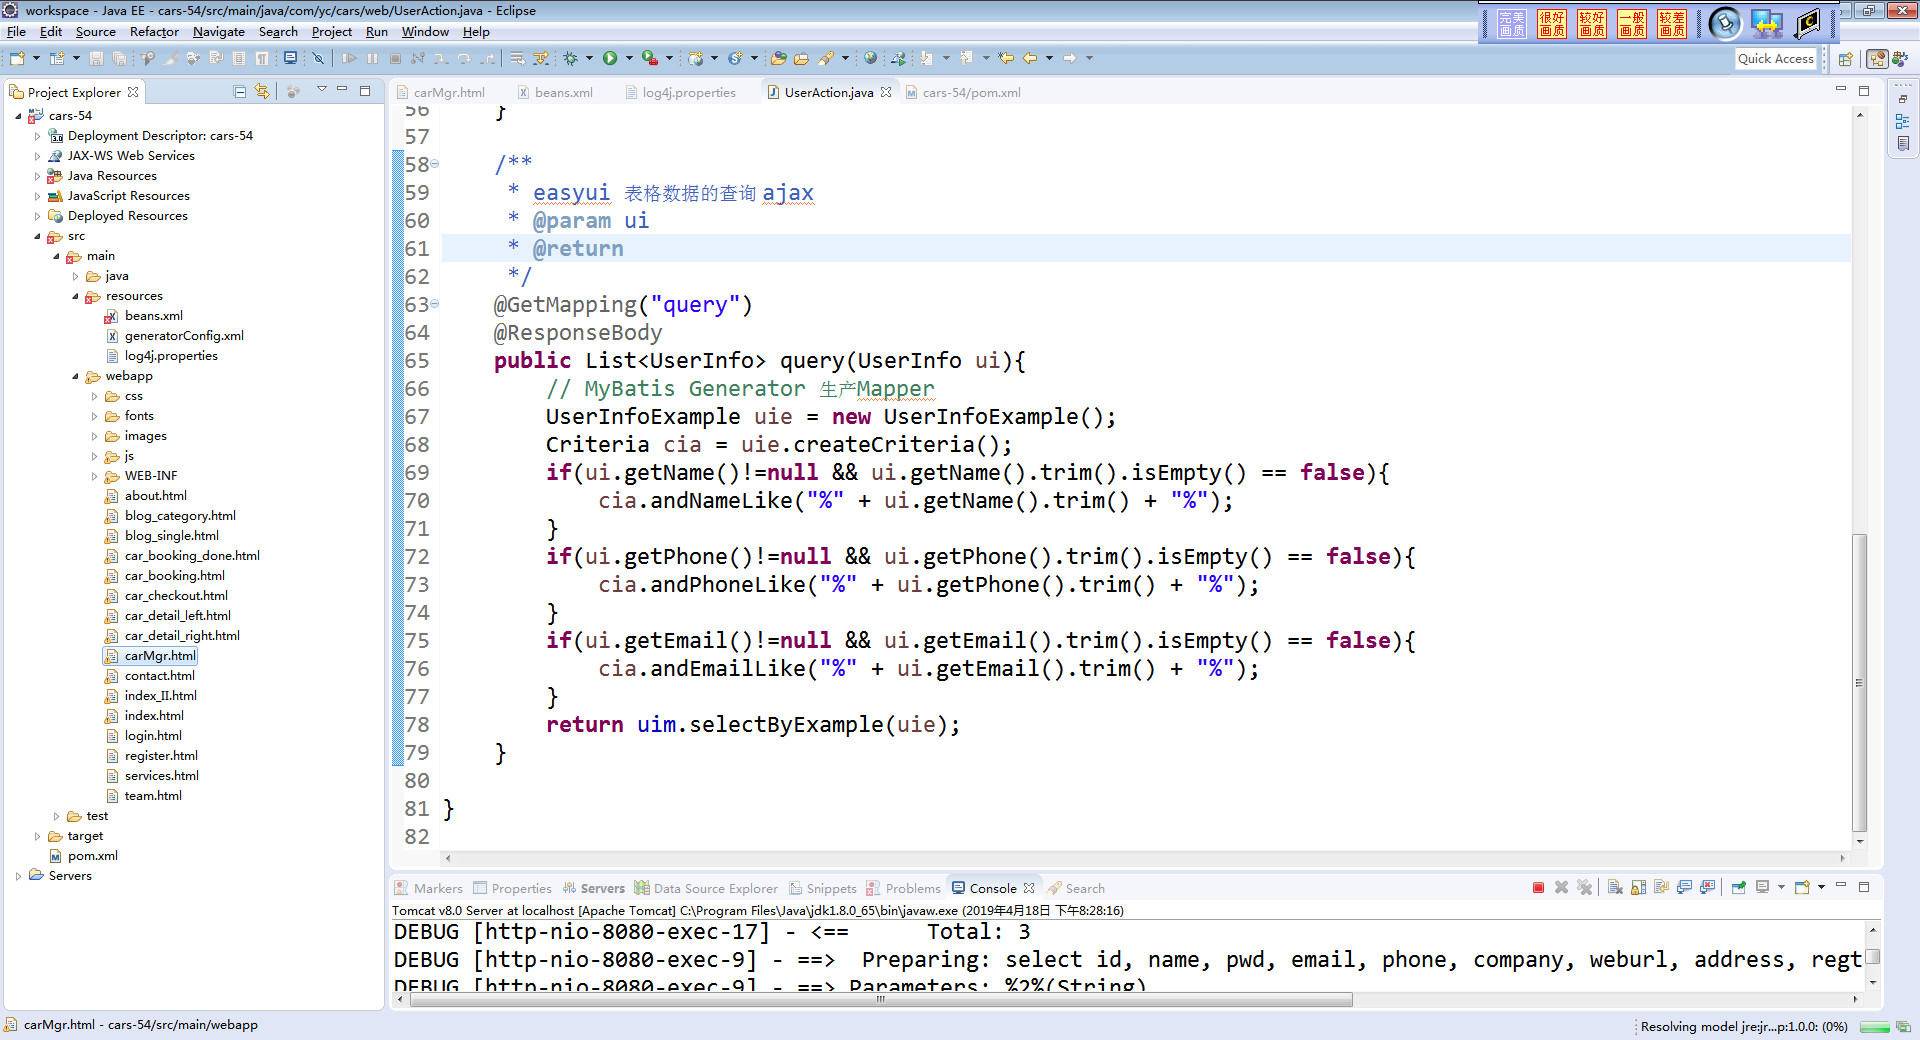 workspace - Java EE - cars-54/src/main/java/com/yc/cars/web/UserAction.java - Eclipse
完美画质 很好画质 较好画质 一般画质 较差画质
File Edit Source Refactor Navigate Search Project Run Window Help
Quick Access
Project Explorer
cars-54
Deployment Descriptor: cars-54
JAX-WS Web Services
Java Resources
JavaScript Resources
Deployed Resources
src
main
java
resources
beans.xml
generatorConfig.xml
log4j.properties
webapp
css
fonts
images
js
WEB-INF
about.html
blog_category.html
blog_single.html
car_booking_done.html
car_booking.html
car_checkout.html
car_detail_left.html
car_detail_right.html
carMgr.html
contact.html
index_II.html
index.html
login.html
register.html
services.html
team.html
test
target
pom.xml
Servers
carMgr.html beans.xml log4j.properties UserAction.java cars-54/pom.xml
56     }
57
58     /**
59      * easyui 表格数据的查询 ajax
60      * @param ui
61      * @return
62      */
63     @GetMapping("query")
64     @ResponseBody
65     public List<UserInfo> query(UserInfo ui){
66         // MyBatis Generator 生产Mapper
67         UserInfoExample uie = new UserInfoExample();
68         Criteria cia = uie.createCriteria();
69         if(ui.getName()!=null && ui.getName().trim().isEmpty() == false){
70             cia.andNameLike("%" + ui.getName().trim() + "%");
71         }
72         if(ui.getPhone()!=null && ui.getPhone().trim().isEmpty() == false){
73             cia.andPhoneLike("%" + ui.getPhone().trim() + "%");
74         }
75         if(ui.getEmail()!=null && ui.getEmail().trim().isEmpty() == false){
76             cia.andEmailLike("%" + ui.getEmail().trim() + "%");
77         }
78         return uim.selectByExample(uie);
79     }
80
81 }
82
Markers Properties Servers Data Source Explorer Snippets Problems Console Search
Tomcat v8.0 Server at localhost [Apache Tomcat] C:\Program Files\Java\jdk1.8.0_65\bin\javaw.exe (2019年4月18日 下午8:28:16)
DEBUG [http-nio-8080-exec-17] - <==      Total: 3
DEBUG [http-nio-8080-exec-9] - ==>  Preparing: select id, name, pwd, email, phone, company, weburl, address, regt
DEBUG [http-nio-8080-exec-9] - ==> Parameters: %2%(String)
carMgr.html - cars-54/src/main/webapp
Resolving model jre:jr...p:1.0.0: (0%)